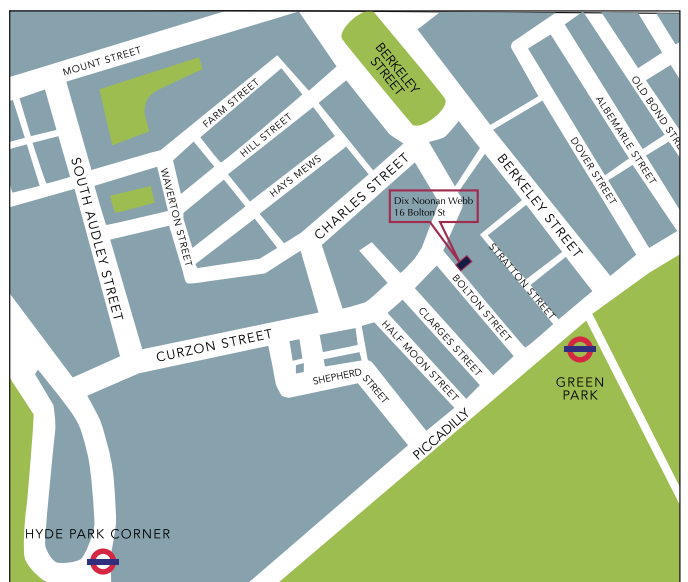 MOUNT STREET
BERKELEY
STREET
OLD BOND STR
FARM STREET
ALBEMARLE STREET
HILL STREET
DOVER STREET
HAYS MEWS
SOUTH AUDLEY STREET
WAVERTON STREET
CHARLES STREET
BERKELEY STREET
Dix Noonan Webb
16 Bolton St
STRATTON STREET
BOLTON STREET
CLARGES STREET
HALF MOON STREET
CURZON STREET
SHEPHERD
STREET
GREEN
PARK
PICCADILLY
HYDE PARK CORNER